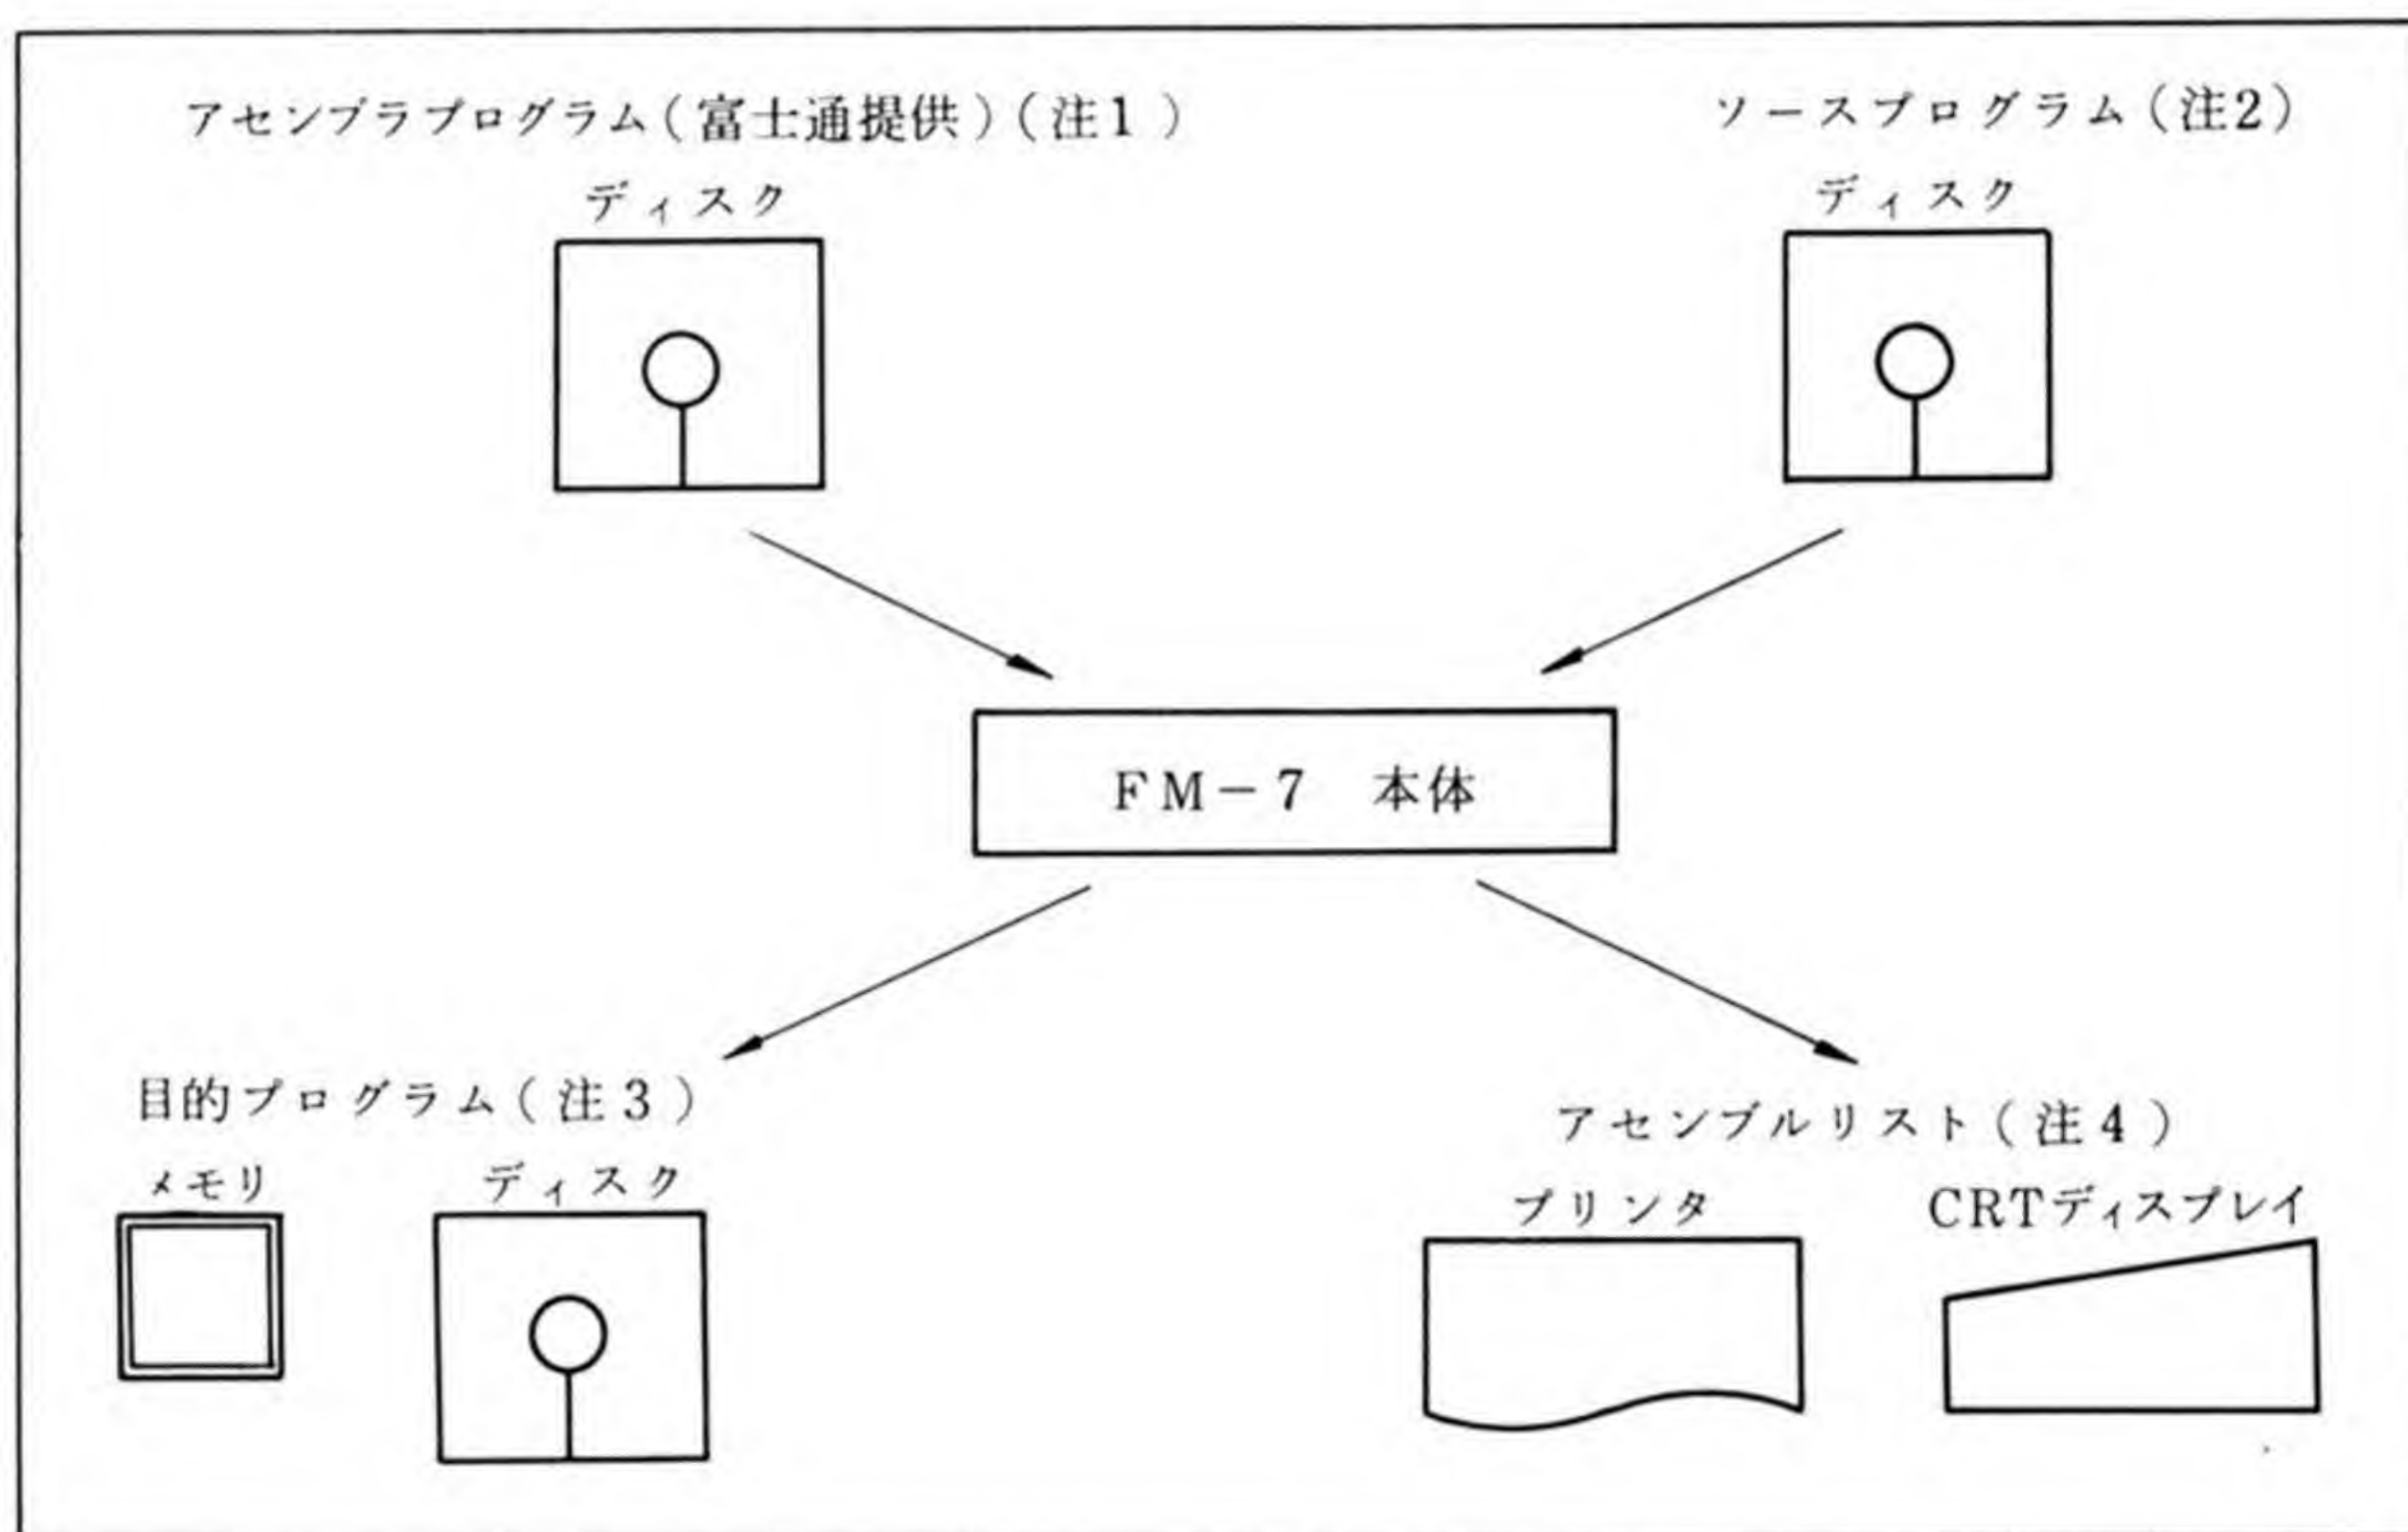 アセンブラプログラム(富士通提供)(注1)
ソースプログラム(注2)
ディスク
ディスク
FM－7　本体
目的プログラム(注3)
メモリ
ディスク
アセンブルリスト(注4)
プリンタ
CRTディスプレイ